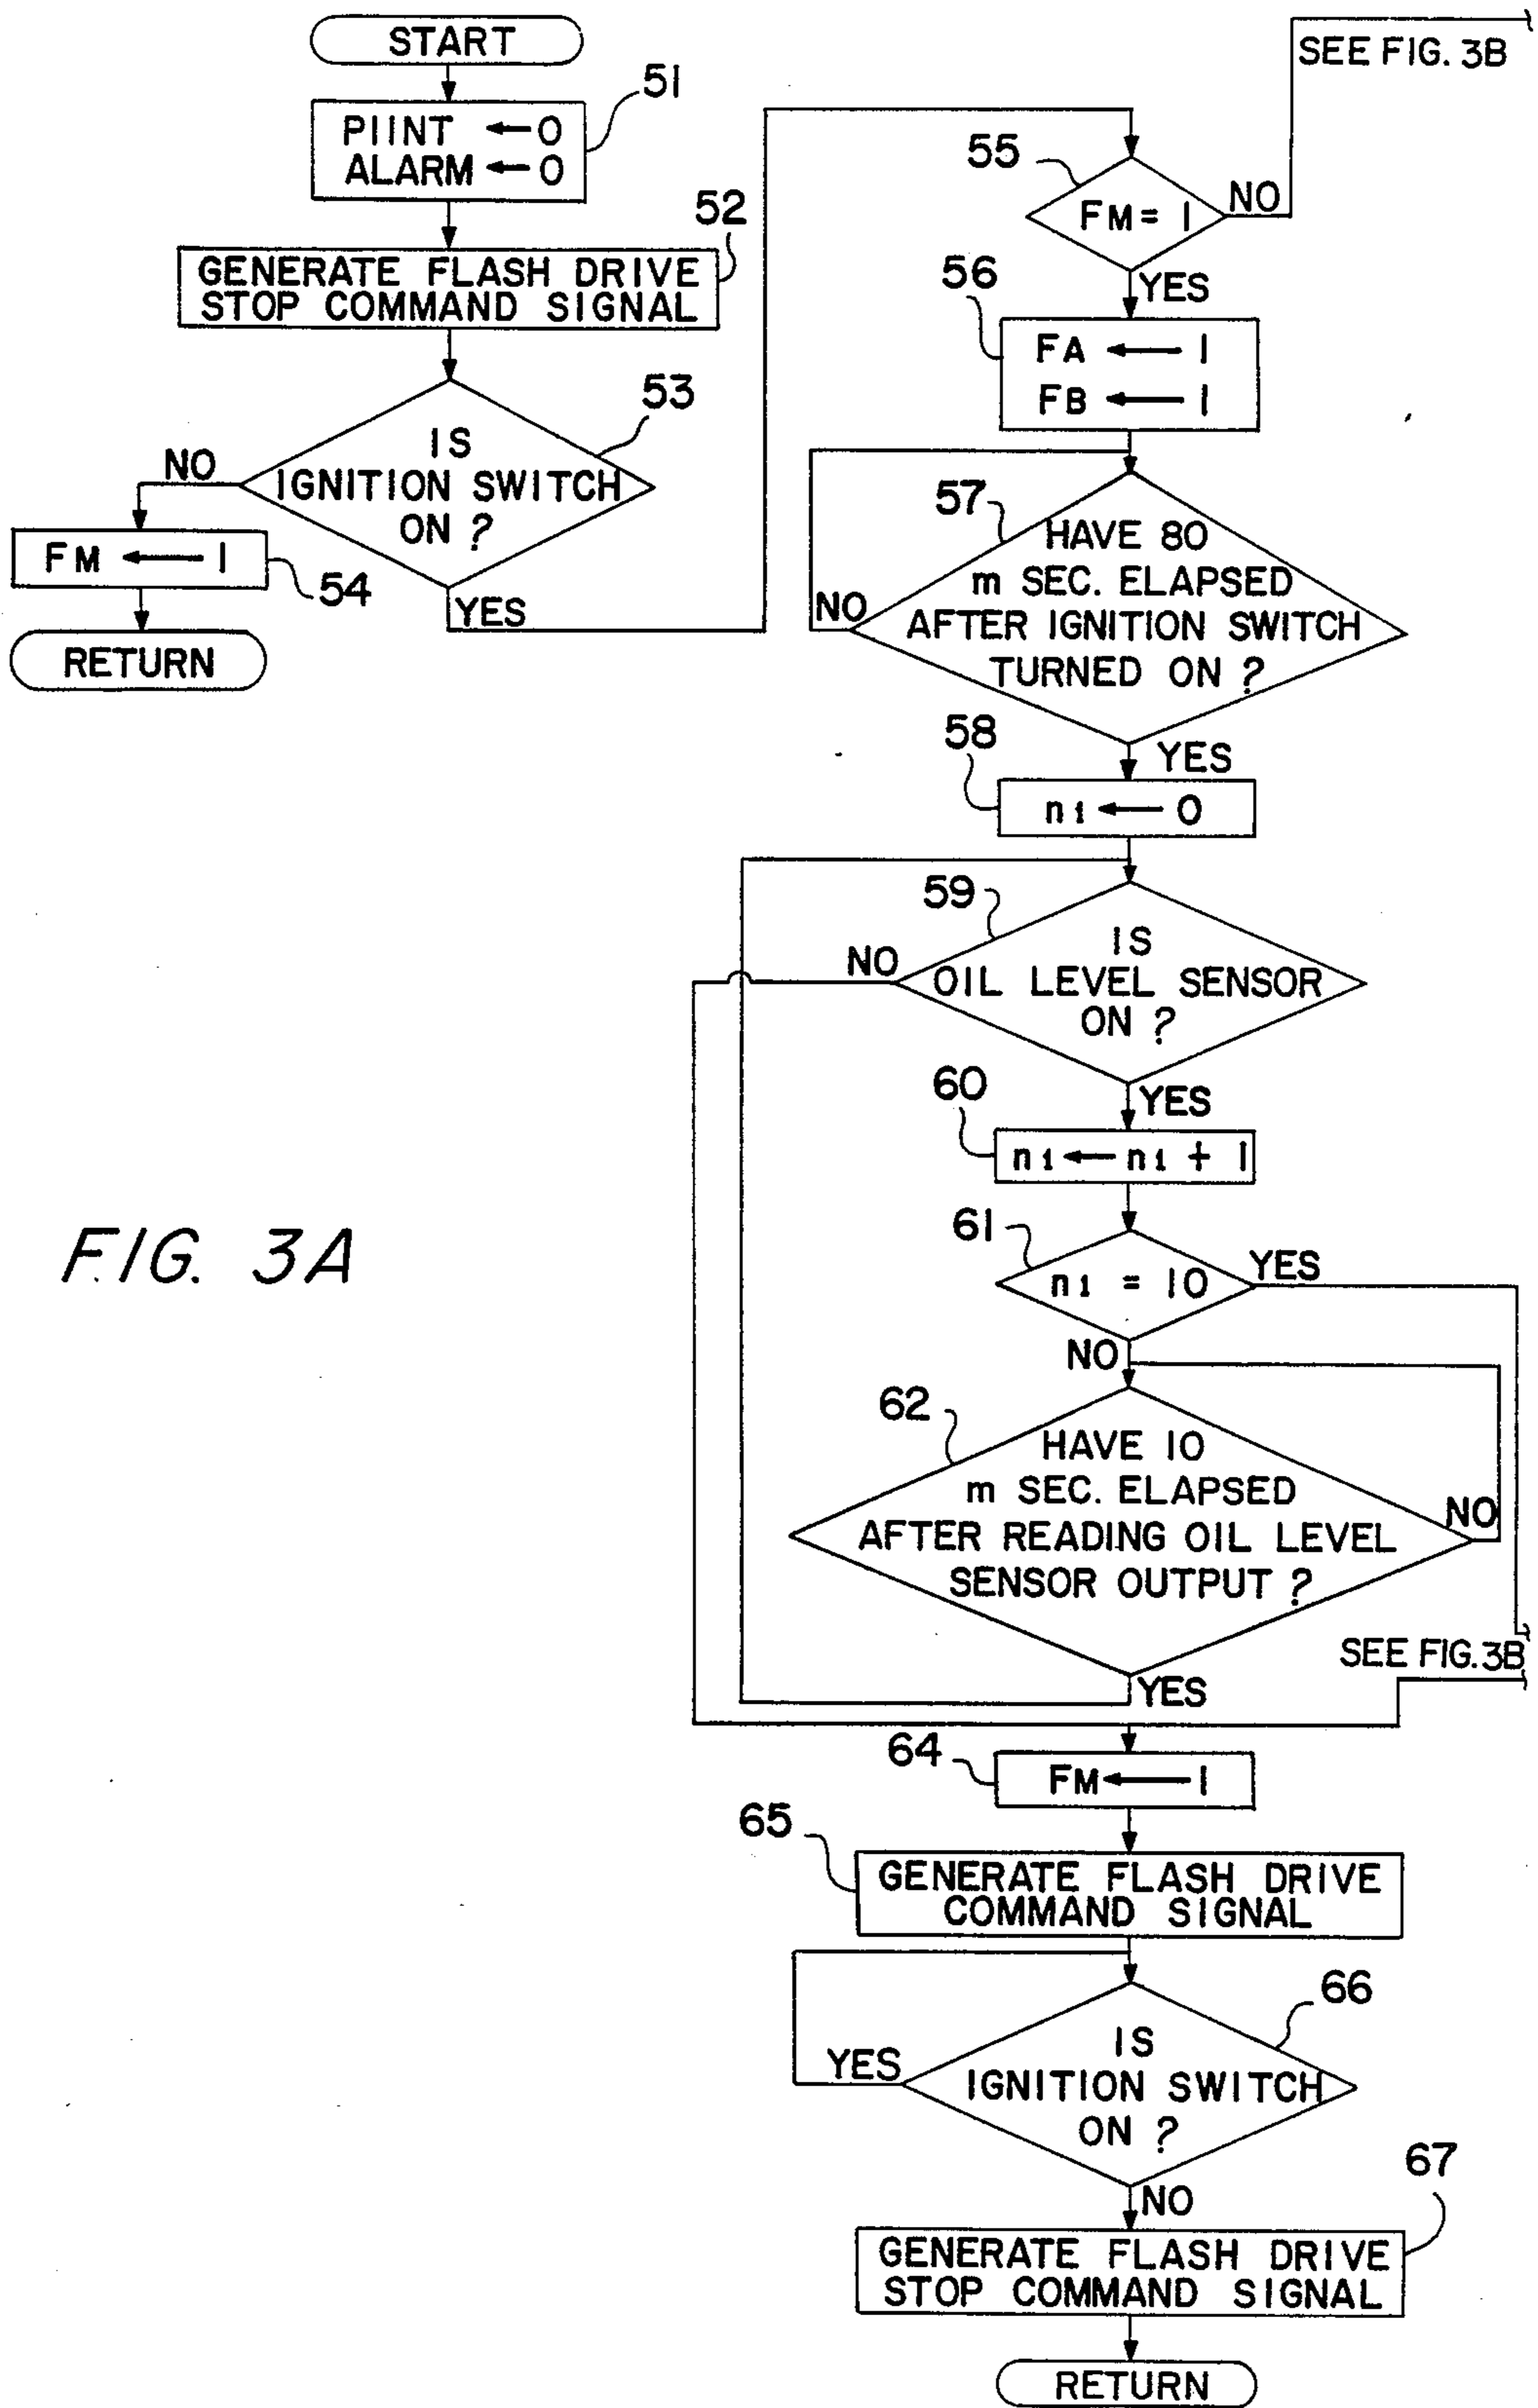 START
51
PIINT ← 0
ALARM ← 0
52
GENERATE FLASH DRIVE
STOP COMMAND SIGNAL
53
IS
IGNITION SWITCH
ON ?
NO
YES
FM ← 1
54
RETURN
SEE FIG. 3B
55
FM = 1
NO
YES
56
FA ← 1
FB ← 1
57
HAVE 80
m SEC. ELAPSED
AFTER IGNITION SWITCH
TURNED ON ?
NO
YES
58
n1 ← 0
59
IS
OIL LEVEL SENSOR
ON ?
NO
YES
60
n1 ← n1 + 1
61
n1 = 10
YES
NO
62
HAVE 10
m SEC. ELAPSED
AFTER READING OIL LEVEL
SENSOR OUTPUT ?
NO
YES
SEE FIG. 3B
64
FM ← 1
65
GENERATE FLASH DRIVE
COMMAND SIGNAL
66
IS
IGNITION SWITCH
ON ?
YES
NO
67
GENERATE FLASH DRIVE
STOP COMMAND SIGNAL
RETURN
FIG. 3A